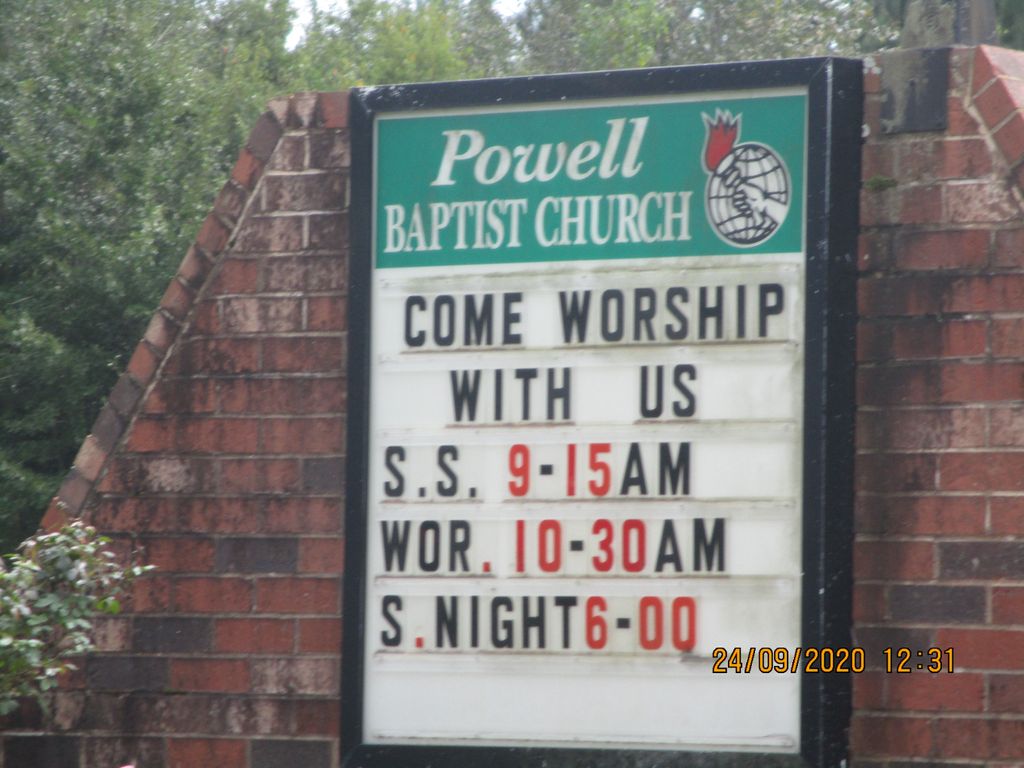 Powell
BAPTIST CHURCH
COME WORSHIP
WITH US
S.S. 9-15AM
WOR. 10-30AM
S.NIGHT6-00
24/09/2020 12:31